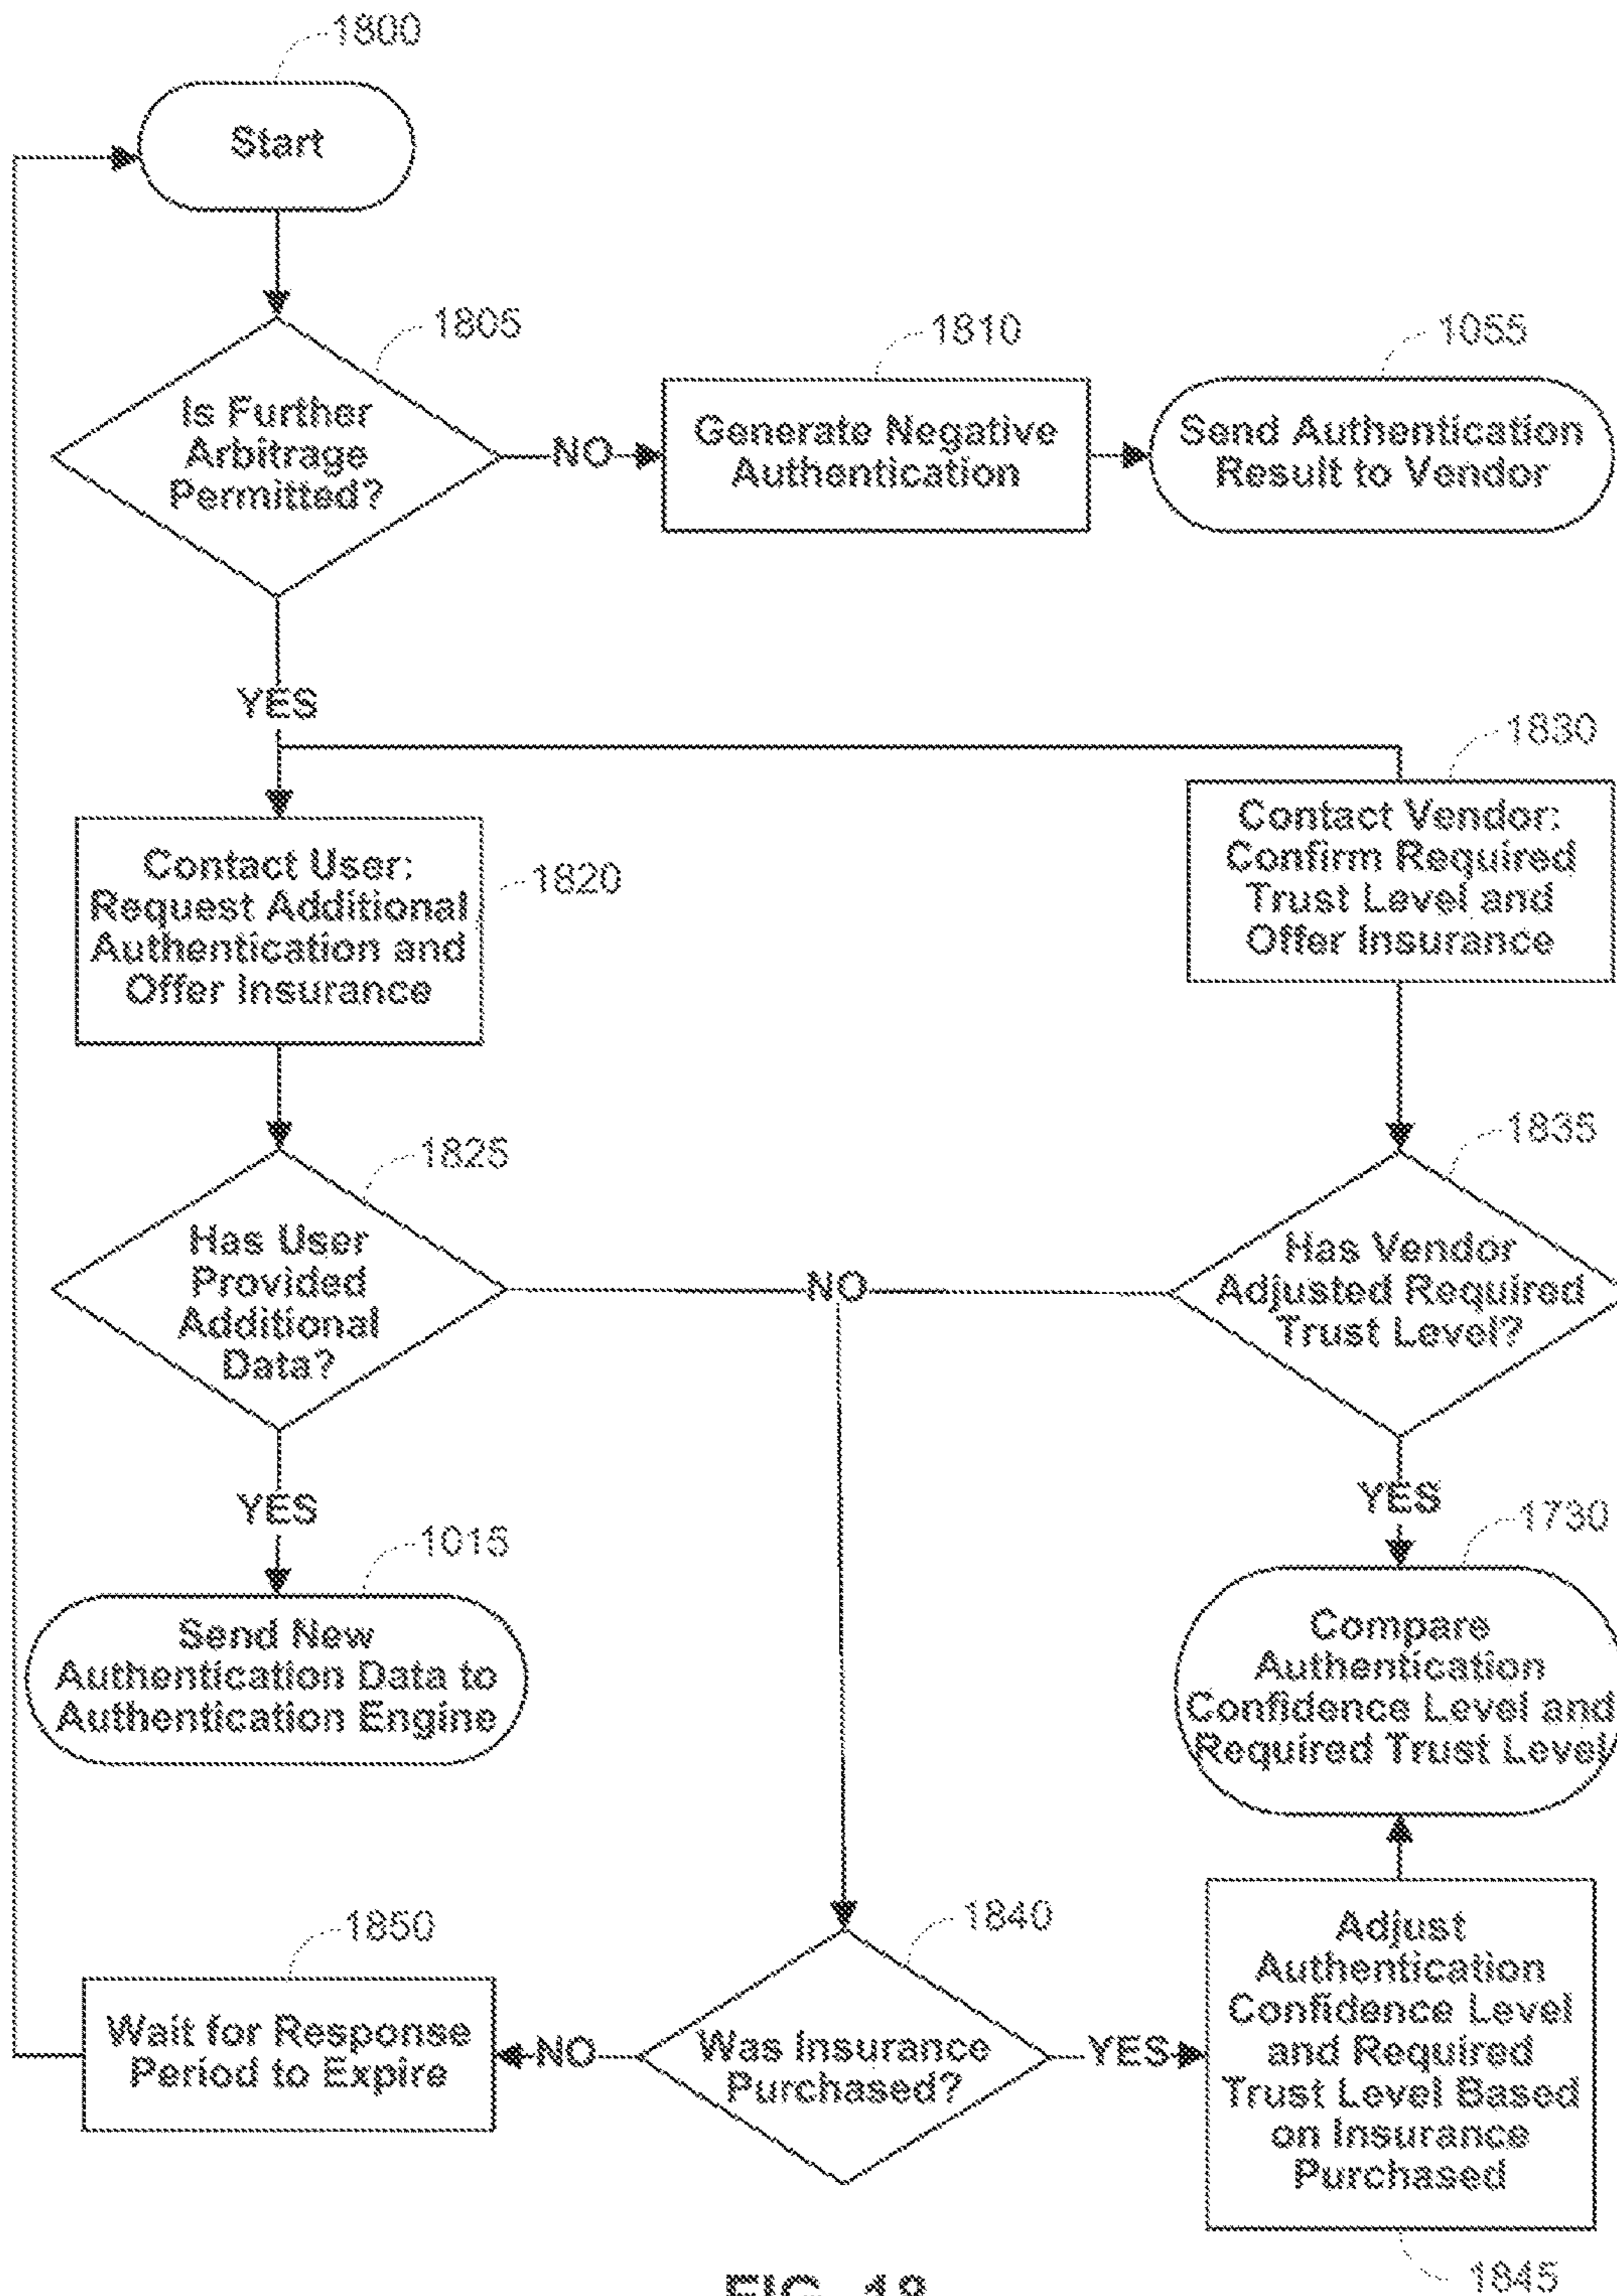 1800
Start
1805
Is Further
Arbitrage
Permitted?
NO
1810
Generate Negative
Authentication
1055
Send Authentication
Result to Vendor
YES
1830
Contact User:
Request Additional
Authentication and
Offer Insurance
1820
Contact Vendor:
Confirm Required
Trust Level and
Offer Insurance
1825
Has User
Provided
Additional
Data?
NO
1835
Has Vendor
Adjusted Required
Trust Level?
YES
YES
1015
Send New
Authentication Data to
Authentication Engine
1730
Compare
Authentication
Confidence Level and
Required Trust Level
1850
Wait for Response
Period to Expire
NO
1840
Was Insurance
Purchased?
YES
Adjust
Authentication
Confidence Level
and Required
Trust Level Based
on Insurance
Purchased
1845
FIG. 18